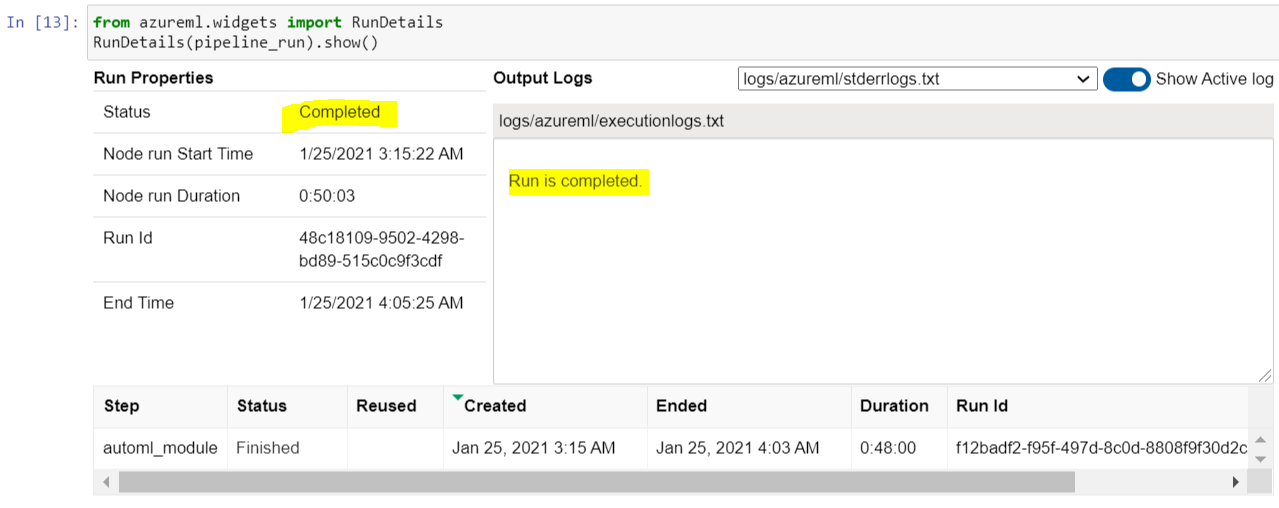 In [13]: from azureml.widgets import RunDetails
RunDetails(pipeline_run).show()
Run Properties
Status Completed
Node run Start Time 1/25/2021 3:15:22 AM
Node run Duration 0:50:03
Run Id 48c18109-9502-4298-
bd89-515c0c9f3cdf
End Time 1/25/2021 4:05:25 AM
Output Logs logs/azureml/stderrlogs.txt Show Active log
logs/azureml/executionlogs.txt
Run is completed.
Step Status Reused Created Ended Duration Run Id
automl_module Finished Jan 25, 2021 3:15 AM Jan 25, 2021 4:03 AM 0:48:00 f12badf2-f95f-497d-8c0d-8808f9f30d2c